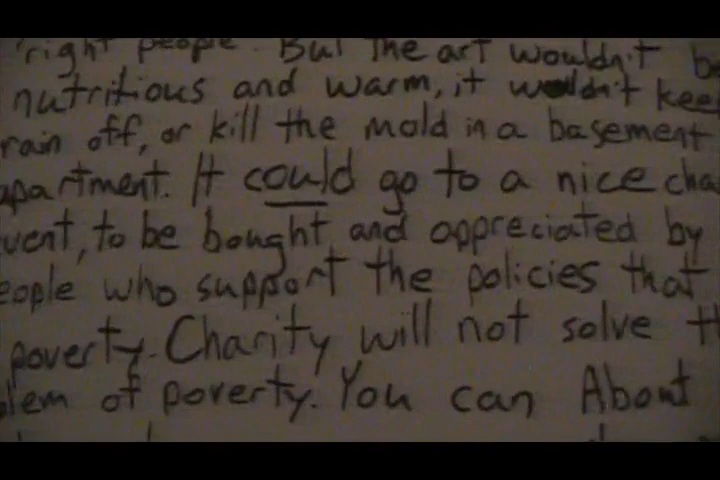 right people. But the art wouldn't b
nutritious and warm, it wouldn't kee
rain off, or kill the mold in a basement
apartment. It could go to a nice cha
vent, to be bought and appreciated by
eople who support the policies that
poverty. Charity will not solve th
lem of poverty. You can About